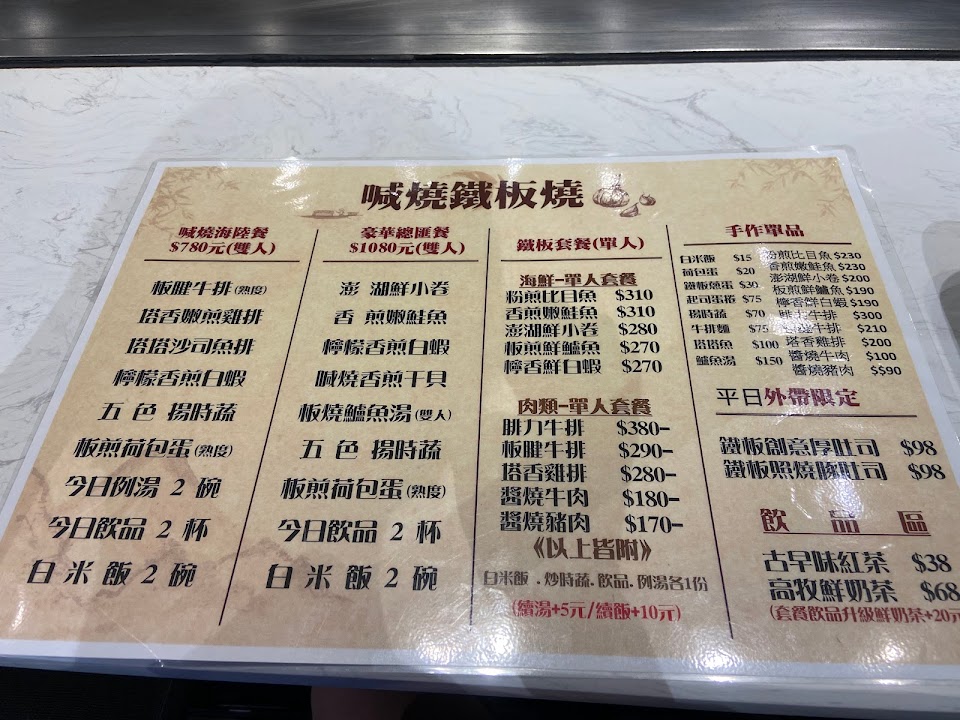 喊燒鐵板燒
喊燒海陸餐
$780元(雙人)
板腱牛排(熟度)
塔香嫩煎雞排
塔塔沙司魚排
檸檬香煎白蝦
五色揚時蔬
板煎荷包蛋(熟度)
今日例湯2碗
今日飲品2杯
白米飯2碗
豪華總匯餐
$1080元(雙人)
澎湖鮮小卷
香煎嫩鮭魚
檸檬香煎白蝦
喊燒香煎干貝
板燒鱸魚湯(雙人)
五色揚時蔬
板煎荷包蛋(熟度)
今日飲品2杯
白米飯2碗
鐵板套餐(單人)
海鮮-單人套餐
粉煎比目魚 $310
香煎嫩鮭魚 $310
澎湖鮮小卷 $280
板煎鮮鱸魚 $270
檸香鮮白蝦 $270
肉類-單人套餐
腓力牛排 $380-
板腱牛排 $290-
塔香雞排 $280-
醬燒牛肉 $180-
醬燒豬肉 $170-
《以上皆附》
白米飯.炒時蔬.飲品.例湯各1份
(續湯+5元/續飯+10元)
手作單品
白米飯 $15
荷包蛋 $20
鐵板蔥蛋 $30
起司蛋捲 $75
揚時蔬 $70
牛排麵 $75
塔塔魚 $100
鱸魚湯 $150
粉煎比目魚 $230
香煎嫩鮭魚 $230
澎湖鮮小卷 $200
板煎鮮鱸魚 $190
檸香鮮白蝦 $190
牛排 $300
牛排 $210
塔香雞排 $200
醬燒牛肉 $100
醬燒豬肉 $$90
平日外帶限定
鐵板創意厚吐司 $98
鐵板照燒豚吐司 $98
飲品區
古早味紅茶 $38
高牧鮮奶茶 $68
(套餐飲品升級鮮奶茶+20元